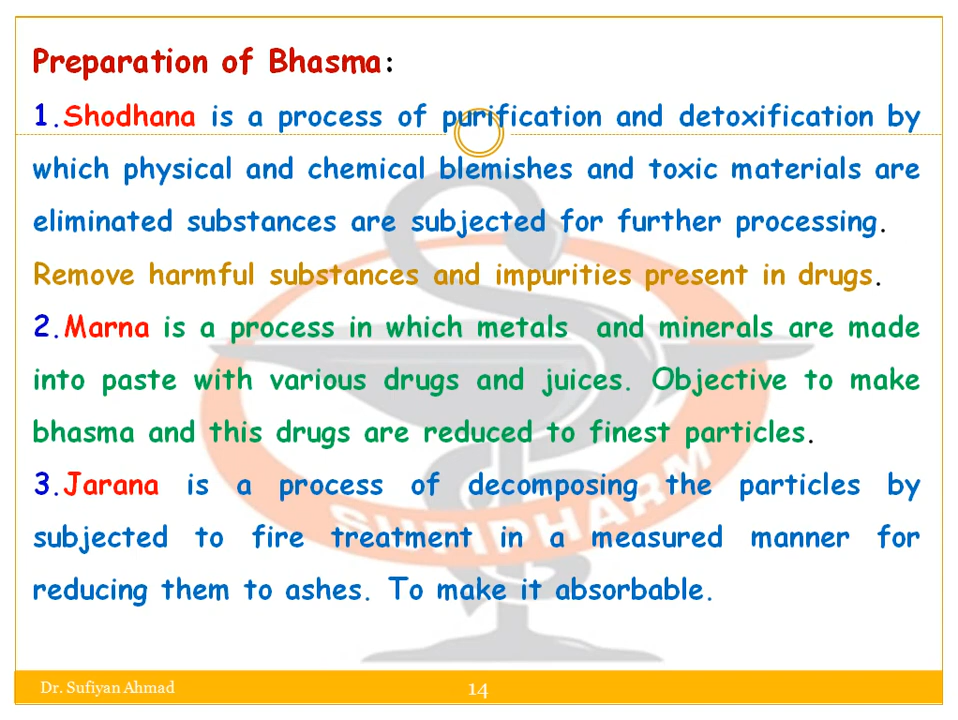 Preparation of Bhasma:
1.Shodhana is a process of purification and detoxification by
which physical and chemical blemishes and toxic materials are
eliminated substances are subjected for further processing.
Remove harmful substances and impurities present in drugs.
2.Marna is a process in which metals and minerals are made
into paste with various drugs and juices. Objective to make
bhasma and this drugs are reduced to finest particles.
3.Jarana is a process of decomposing the particles by
subjected to fire treatment in a measured manner for
reducing them to ashes. To make it absorbable.
SUFIDHARM
Dr. Sufiyan Ahmad
14